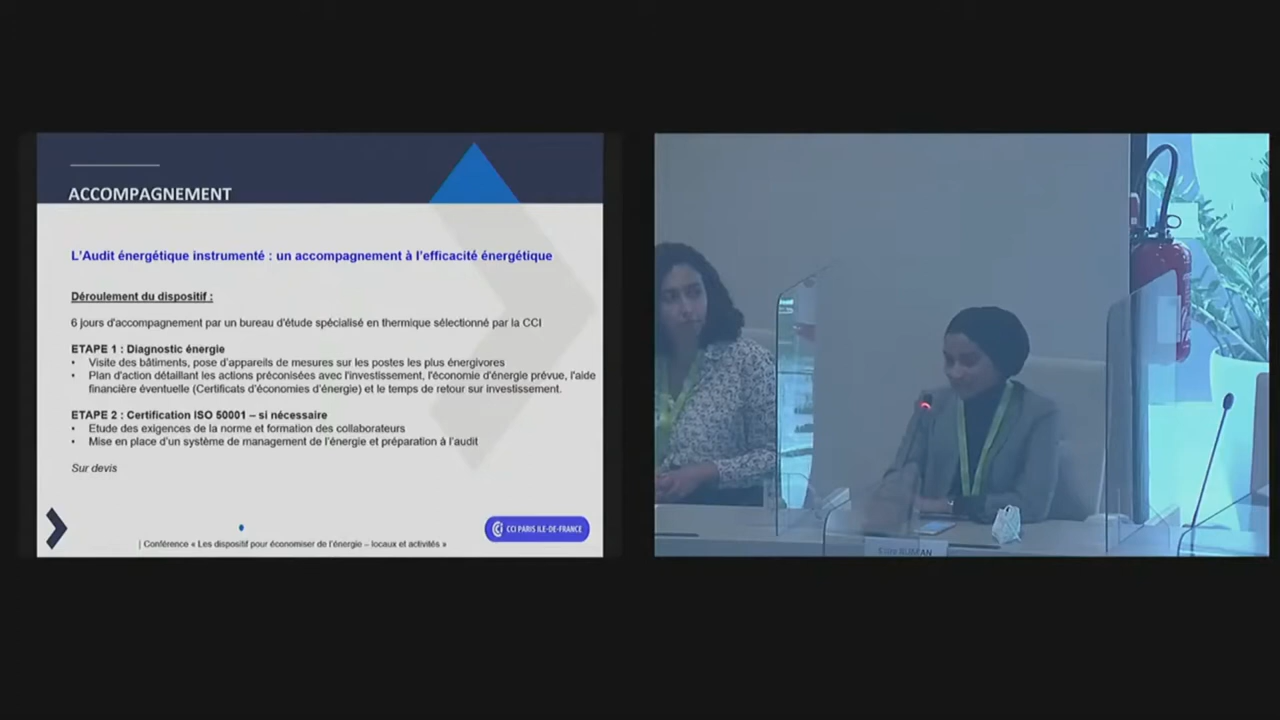 ACCOMPAGNEMENT
L'Audit énergétique instrumenté : un accompagnement à l'efficacité énergétique
Déroulement du dispositif :
6 jours d'accompagnement par un bureau d'étude spécialisé en thermique sélectionné par la CCI
ETAPE 1 : Diagnostic énergie
• Visite des bâtiments, pose d'appareils de mesures sur les postes les plus énergivores
• Plan d'action détaillant les actions préconisées avec l'investissement, l'économie d'énergie prévue, l'aide
financière éventuelle (Certificats d'économies d'énergie) et le temps de retour sur investissement.
ETAPE 2 : Certification ISO 50001 – si nécessaire
• Etude des exigences de la norme et formation des collaborateurs
• Mise en place d'un système de management de l'énergie et préparation à l'audit
Sur devis
CCI PARIS ILE-DE-FRANCE
| Conférence « Les dispositif pour économiser de l'énergie – locaux et activités »